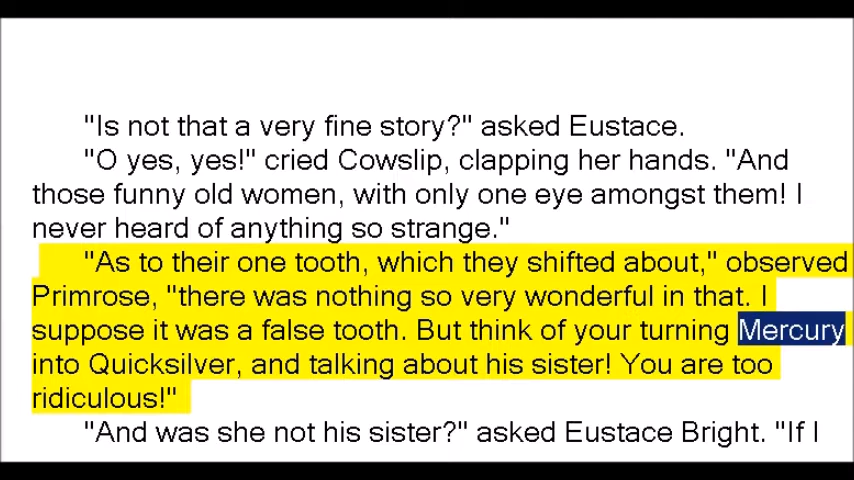 "Is not that a very fine story?" asked Eustace.
"O yes, yes!" cried Cowslip, clapping her hands. "And
those funny old women, with only one eye amongst them! I
never heard of anything so strange."
"As to their one tooth, which they shifted about," observed
Primrose, "there was nothing so very wonderful in that. I
suppose it was a false tooth. But think of your turning Mercury
into Quicksilver, and talking about his sister! You are too
ridiculous!"
"And was she not his sister?" asked Eustace Bright. "If I